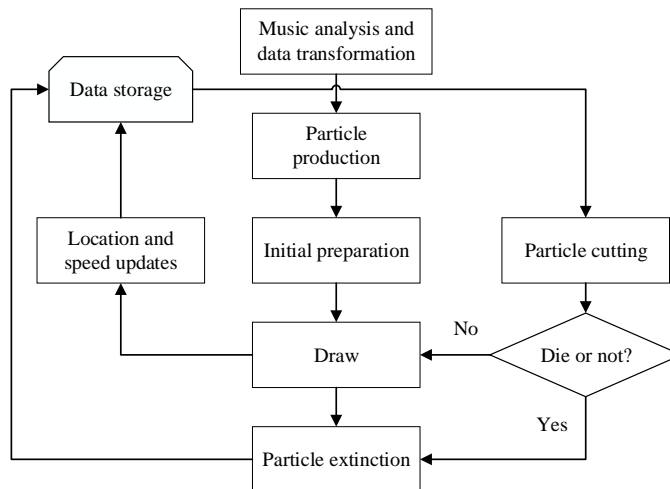 Music analysis and
data transformation
Data storage
Particle
production
Location and
speed updates
Initial preparation
Particle cutting
No
Draw
Die or not?
Yes
Particle extinction